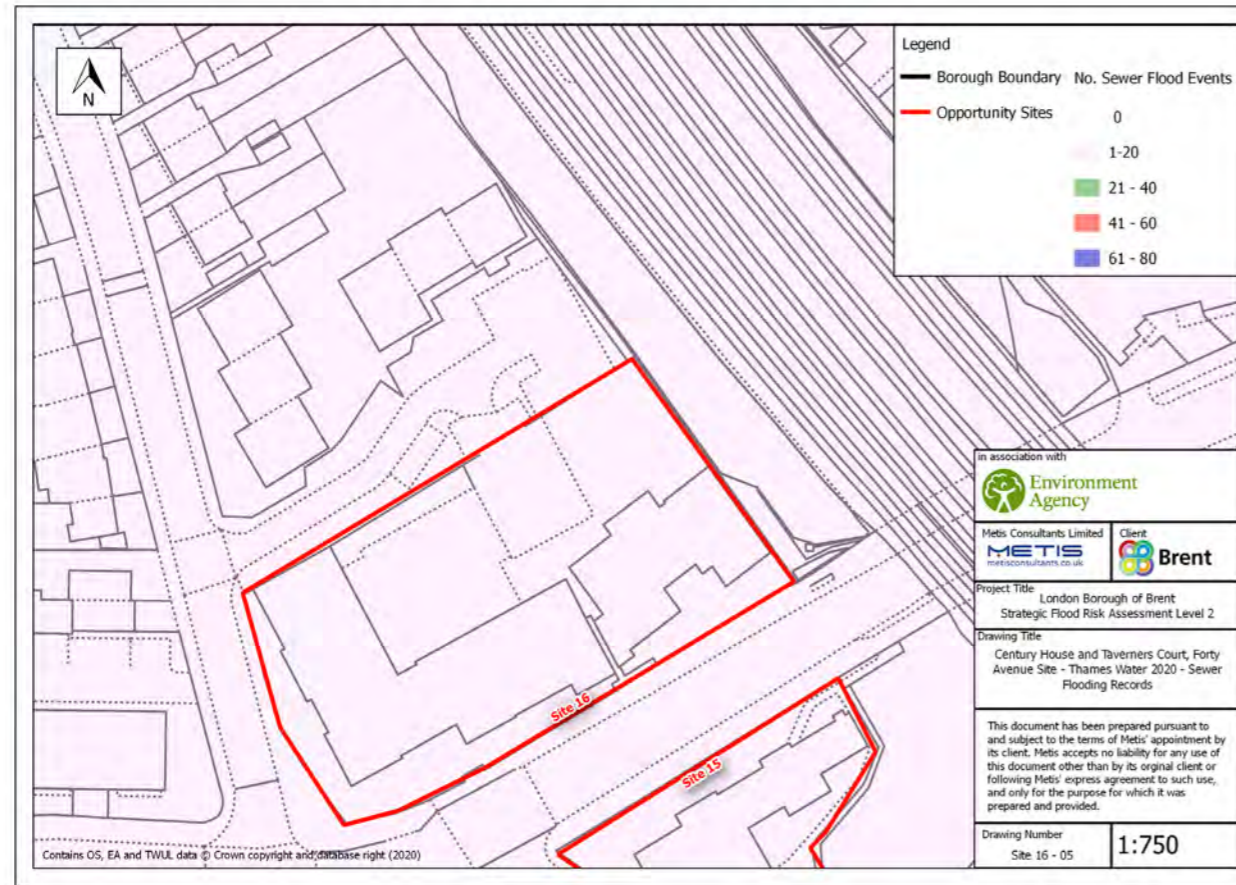 N
Legend
Borough Boundary
Opportunity Sites
No. Sewer Flood Events
0
1-20
21 - 40
41 - 60
61 - 80
Site 16
Site 15
in association with
Environment
Agency
Metis Consultants Limited
METIS
metisconsultants.co.uk
Client
Brent
Project Title
London Borough of Brent
Strategic Flood Risk Assessment Level 2
Drawing Title
Century House and Taverners Court, Forty
Avenue Site - Thames Water 2020 - Sewer
Flooding Records
This document has been prepared pursuant to
and subject to the terms of Metis' appointment by
its client. Metis accepts no liability for any use of
this document other than by its orginal client or
following Metis' express agreement to such use,
and only for the purpose for which it was
prepared and provided.
Drawing Number
Site 16 - 05
1:750
Contains OS, EA and TWUL data © Crown copyright and database right (2020)